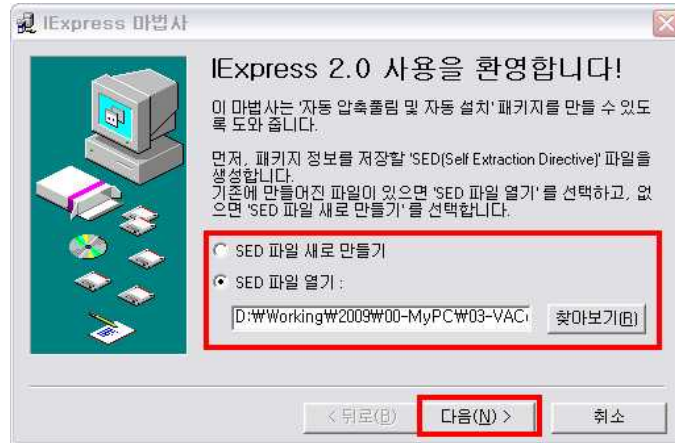 IExpress 마법사
IExpress 2.0 사용을 환영합니다!
이 마법사는 '자동 압축풀림 및 자동 설치' 패키지를 만들 수 있도
록 도와 줍니다.
먼저, 패키지 정보를 저장할 'SED(Self Extraction Directive)' 파일을
생성합니다.
기존에 만들어진 파일이 있으면 'SED 파일 열기' 를 선택하고, 없
으면 'SED 파일 새로 만들기' 를 선택합니다.
SED 파일 새로 만들기
SED 파일 열기 :
D:₩Working₩2009₩00-MyPC₩03-VAC
찾아보기(R)
< 뒤로(B)
다음(N) >
취소